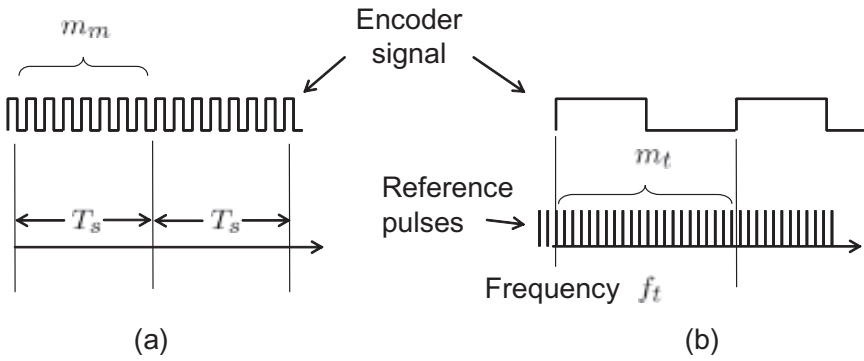 m_m
Encoder
signal
m_t
Reference
pulses
T_s
T_s
Frequency f_t
(a)
(b)